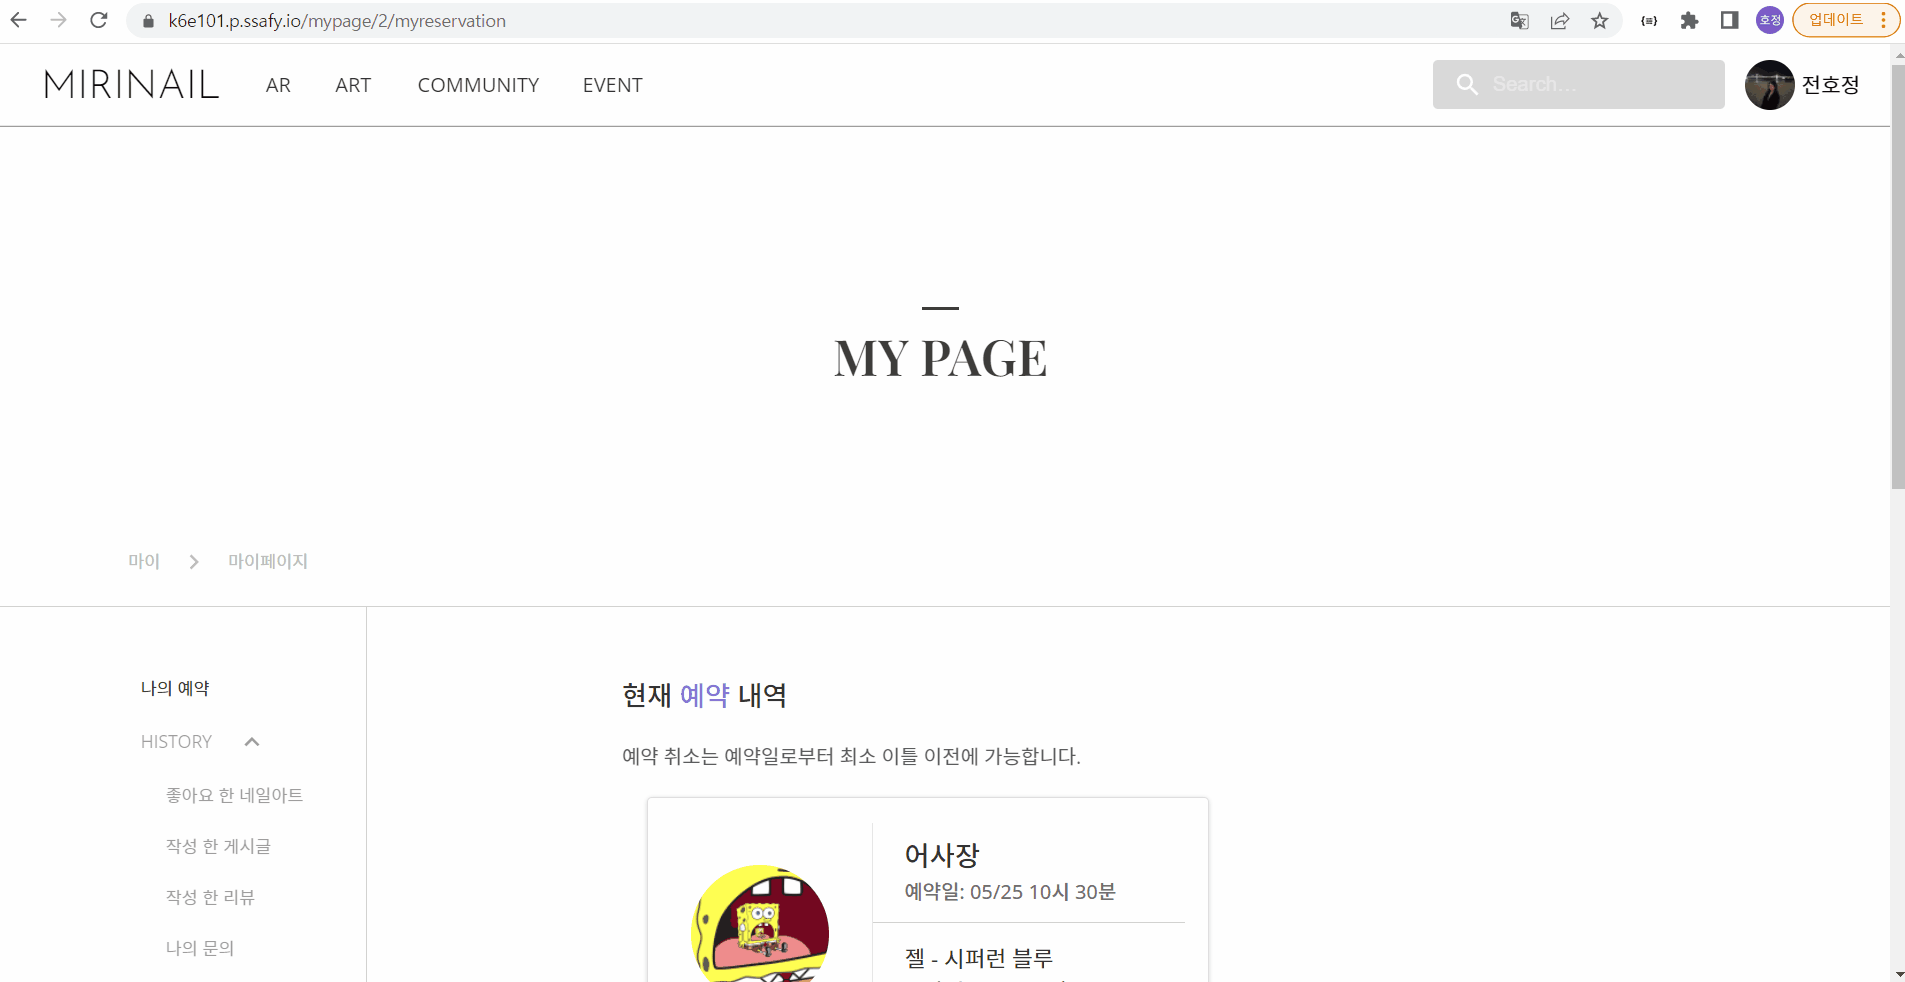 k6e101.p.ssafy.io/mypage/2/myreservation
호정
업데이트
MIRINAIL
AR
ART
COMMUNITY
EVENT
Search...
전호정
MY PAGE
마이
마이페이지
나의 예약
HISTORY
좋아요 한 네일아트
작성 한 게시글
작성 한 리뷰
나의 문의
현재 예약 내역
예약 취소는 예약일로부터 최소 이틀 이전에 가능합니다.
어사장
예약일: 05/25 10시 30분
젤 - 시퍼런 블루